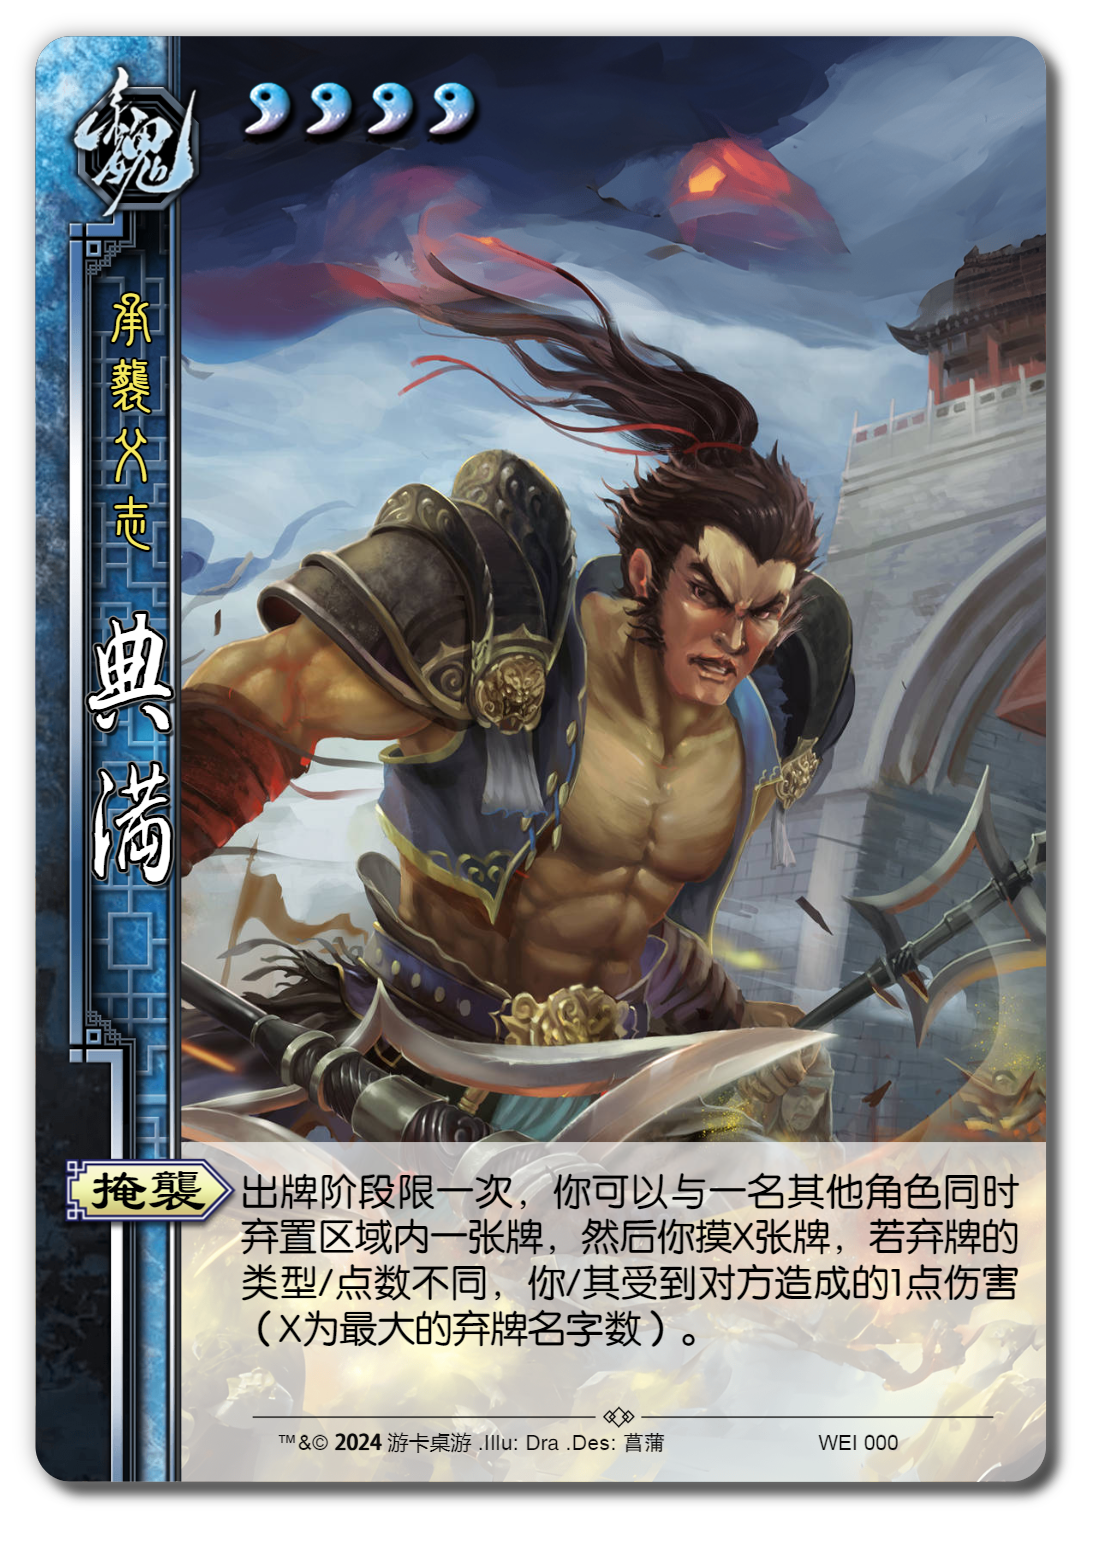 魏
承襲父志
典满
掩襲
出牌阶段限一次，你可以与一名其他角色同时
弃置区域内一张牌，然后你摸X张牌，若弃牌的
类型/点数不同，你/其受到对方造成的1点伤害
（X为最大的弃牌名字数）。
™&© 2024 游卡桌游 .Illu: Dra .Des: 菖蒲
WEI 000